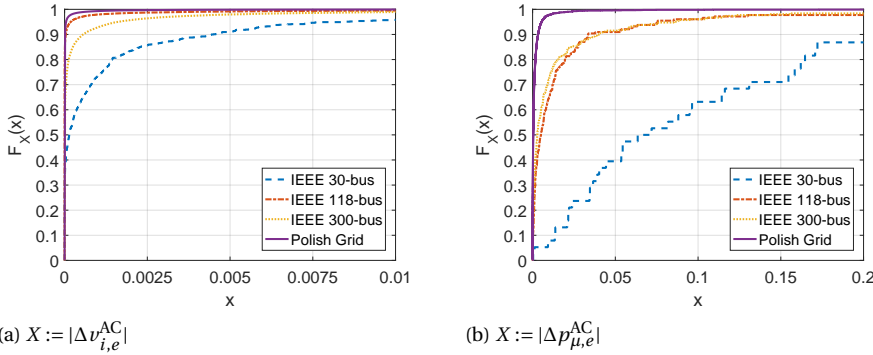 1
0.9
0.8
0.7
0.6
0.5
0.4
0.3
0.2
0.1
0
F_X(x)
0 0.0025 0.005 0.0075 0.01
x
IEEE 30-bus
IEEE 118-bus
IEEE 300-bus
Polish Grid
(a) X := |Δv_{i,e}^{AC}|
1
0.9
0.8
0.7
0.6
0.5
0.4
0.3
0.2
0.1
0
F_X(x)
0 0.05 0.1 0.15 0.2
x
IEEE 30-bus
IEEE 118-bus
IEEE 300-bus
Polish Grid
(b) X := |Δp_{μ,e}^{AC}|